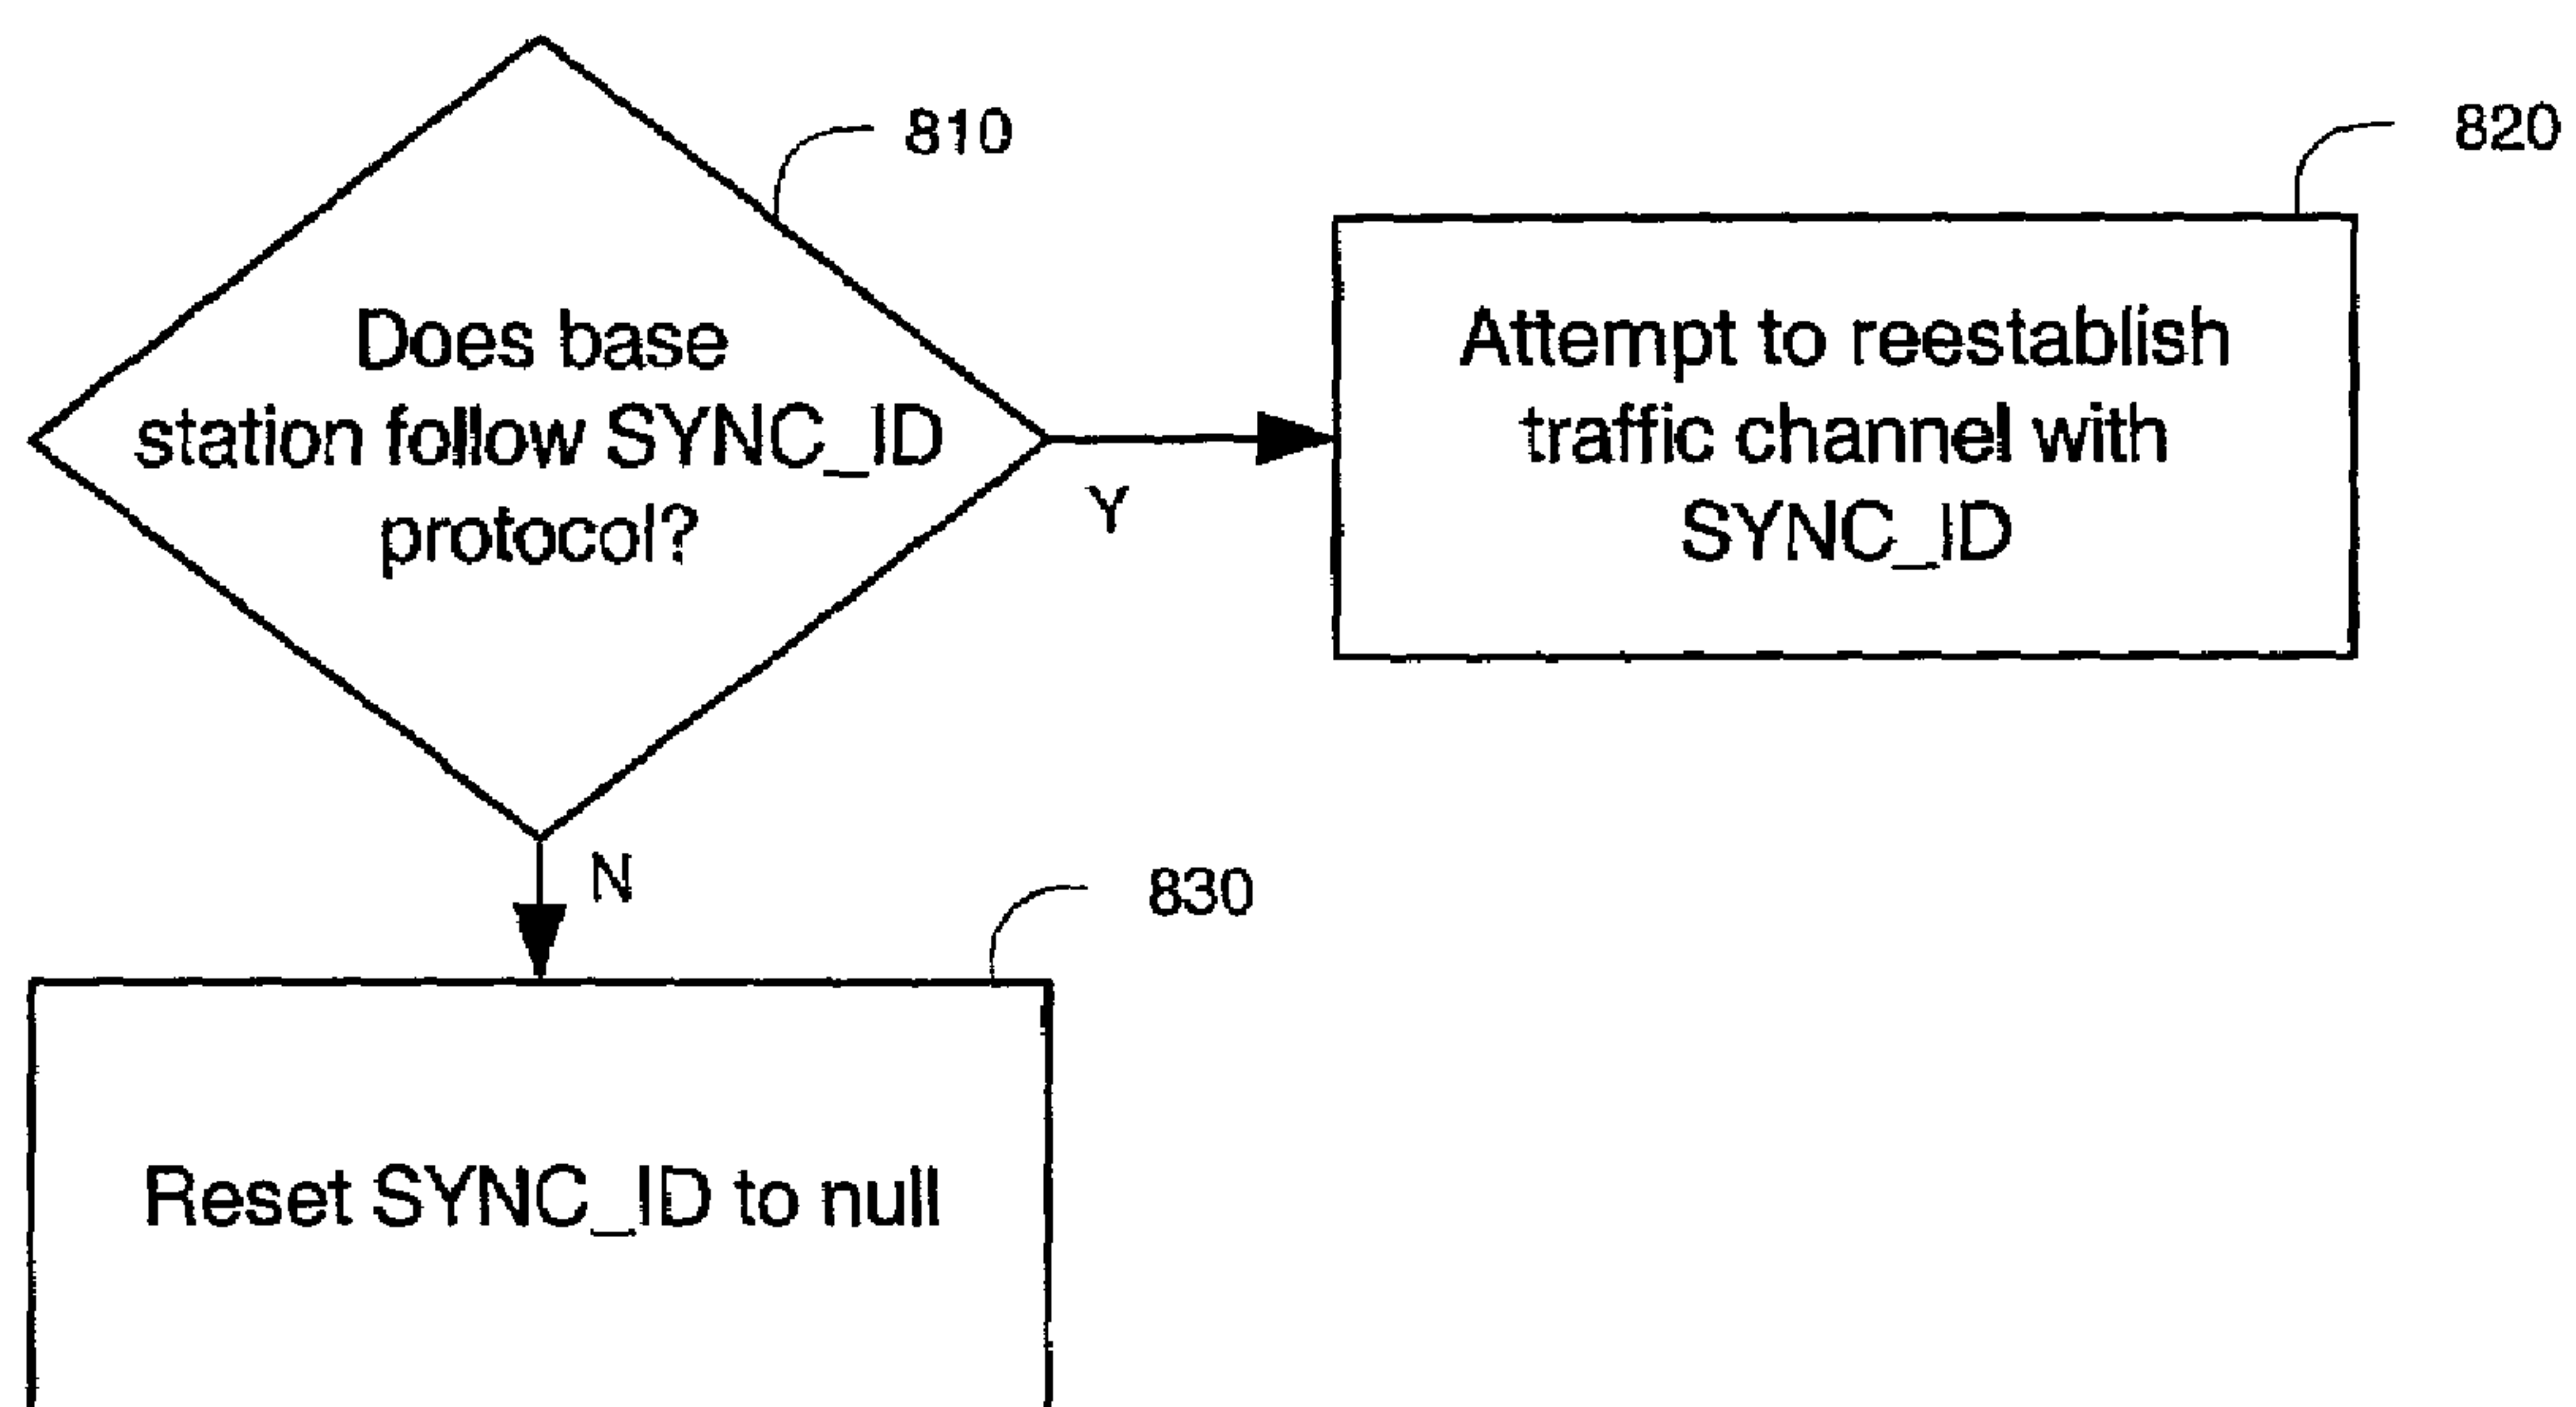 810
Does base
station follow SYNC_ID
protocol?
Y
820
Attempt to reestablish
traffic channel with
SYNC_ID
N
830
Reset SYNC_ID to null